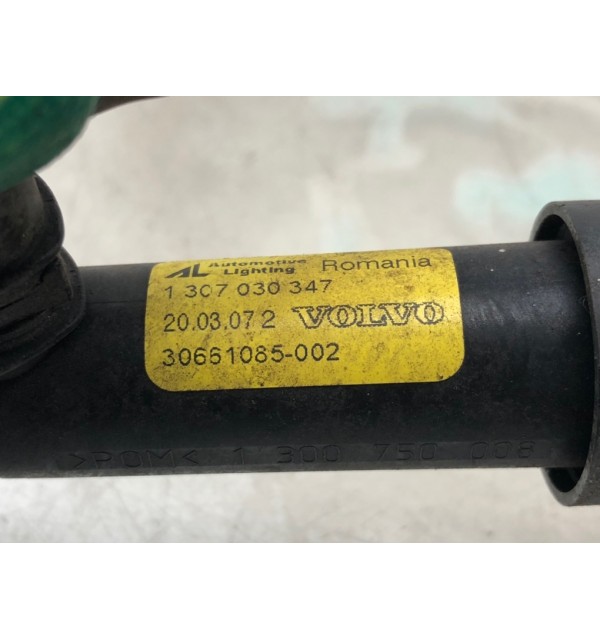 AL Automotive Lighting Romania
1 307 030 347
20.03.07 2 VOLVO
30661085-002
>POM< 1 300 750 008